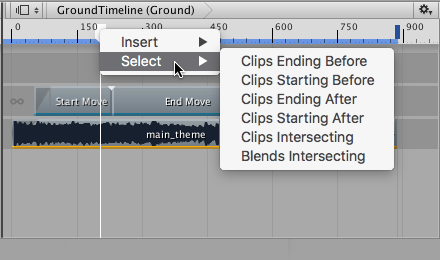 GroundTimeline (Ground)
0 150 600 750 900
Insert
Select
Clips Ending Before
Clips Starting Before
Clips Ending After
Clips Starting After
Clips Intersecting
Blends Intersecting
Start Move End Move
main_theme